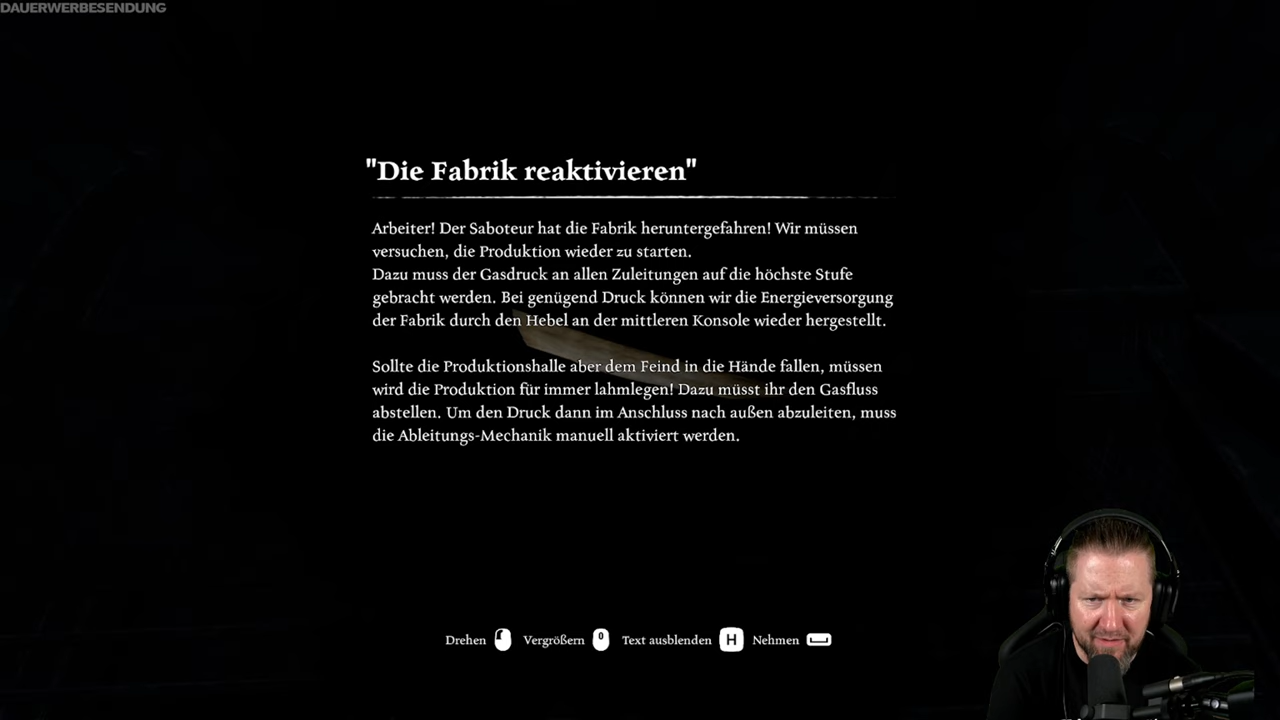 DAUERWERBESENDUNG
"Die Fabrik reaktivieren"
Arbeiter! Der Saboteur hat die Fabrik heruntergefahren! Wir müssen
versuchen, die Produktion wieder zu starten.
Dazu muss der Gasdruck an allen Zuleitungen auf die höchste Stufe
gebracht werden. Bei genügend Druck können wir die Energieversorgung
der Fabrik durch den Hebel an der mittleren Konsole wieder hergestellt.
Sollte die Produktionshalle aber dem Feind in die Hände fallen, müssen
wird die Produktion für immer lahmlegen! Dazu müsst ihr den Gasfluss
abstellen. Um den Druck dann im Anschluss nach außen abzuleiten, muss
die Ableitungs-Mechanik manuell aktiviert werden.
Drehen Vergrößern Text ausblenden H Nehmen